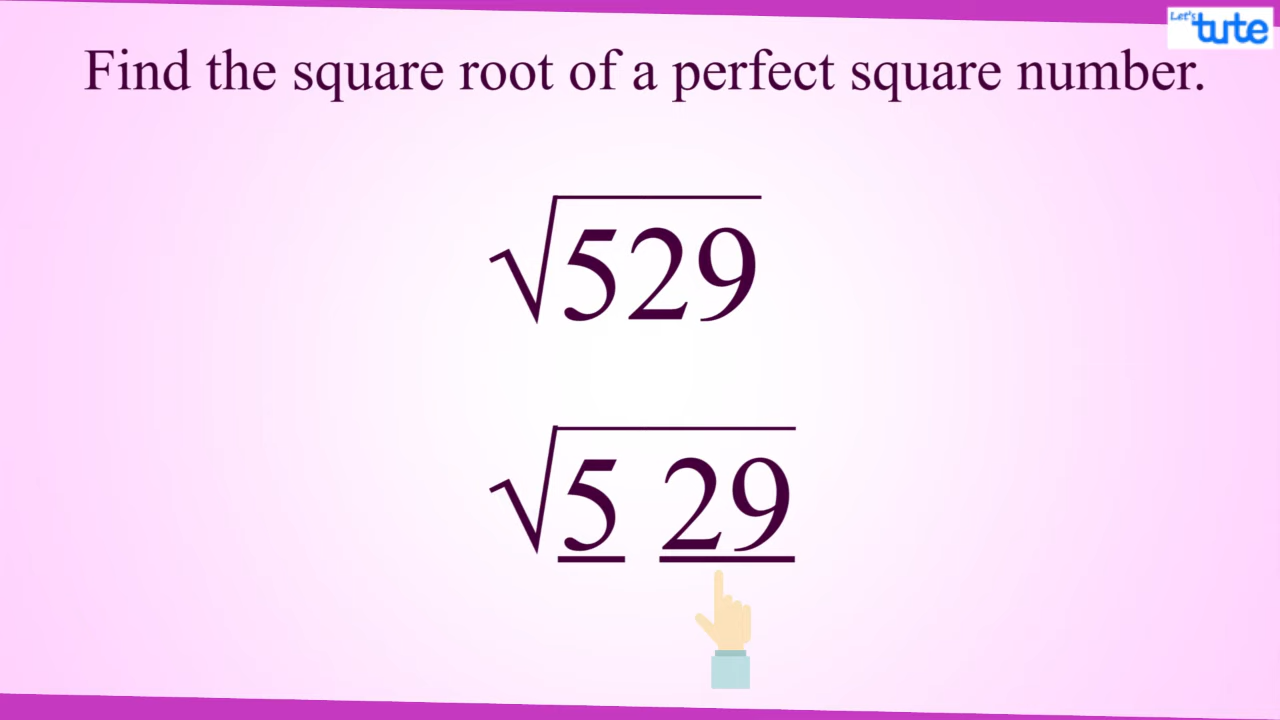 Let's tute
Find the square root of a perfect square number.
√529
√5 29